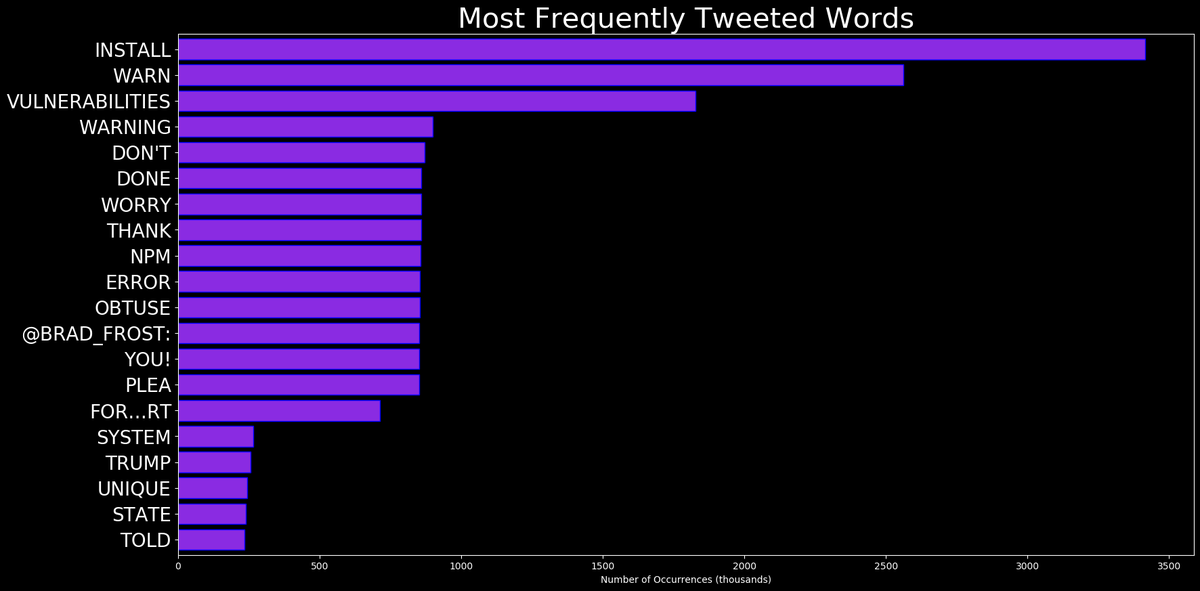 Most Frequently Tweeted Words
INSTALL
WARN
VULNERABILITIES
WARNING
DON'T
DONE
WORRY
THANK
NPM
ERROR
OBTUSE
@BRAD_FROST:
YOU!
PLEA
FOR…RT
SYSTEM
TRUMP
UNIQUE
STATE
TOLD
0 500 1000 1500 2000 2500 3000 3500
Number of Occurrences (thousands)